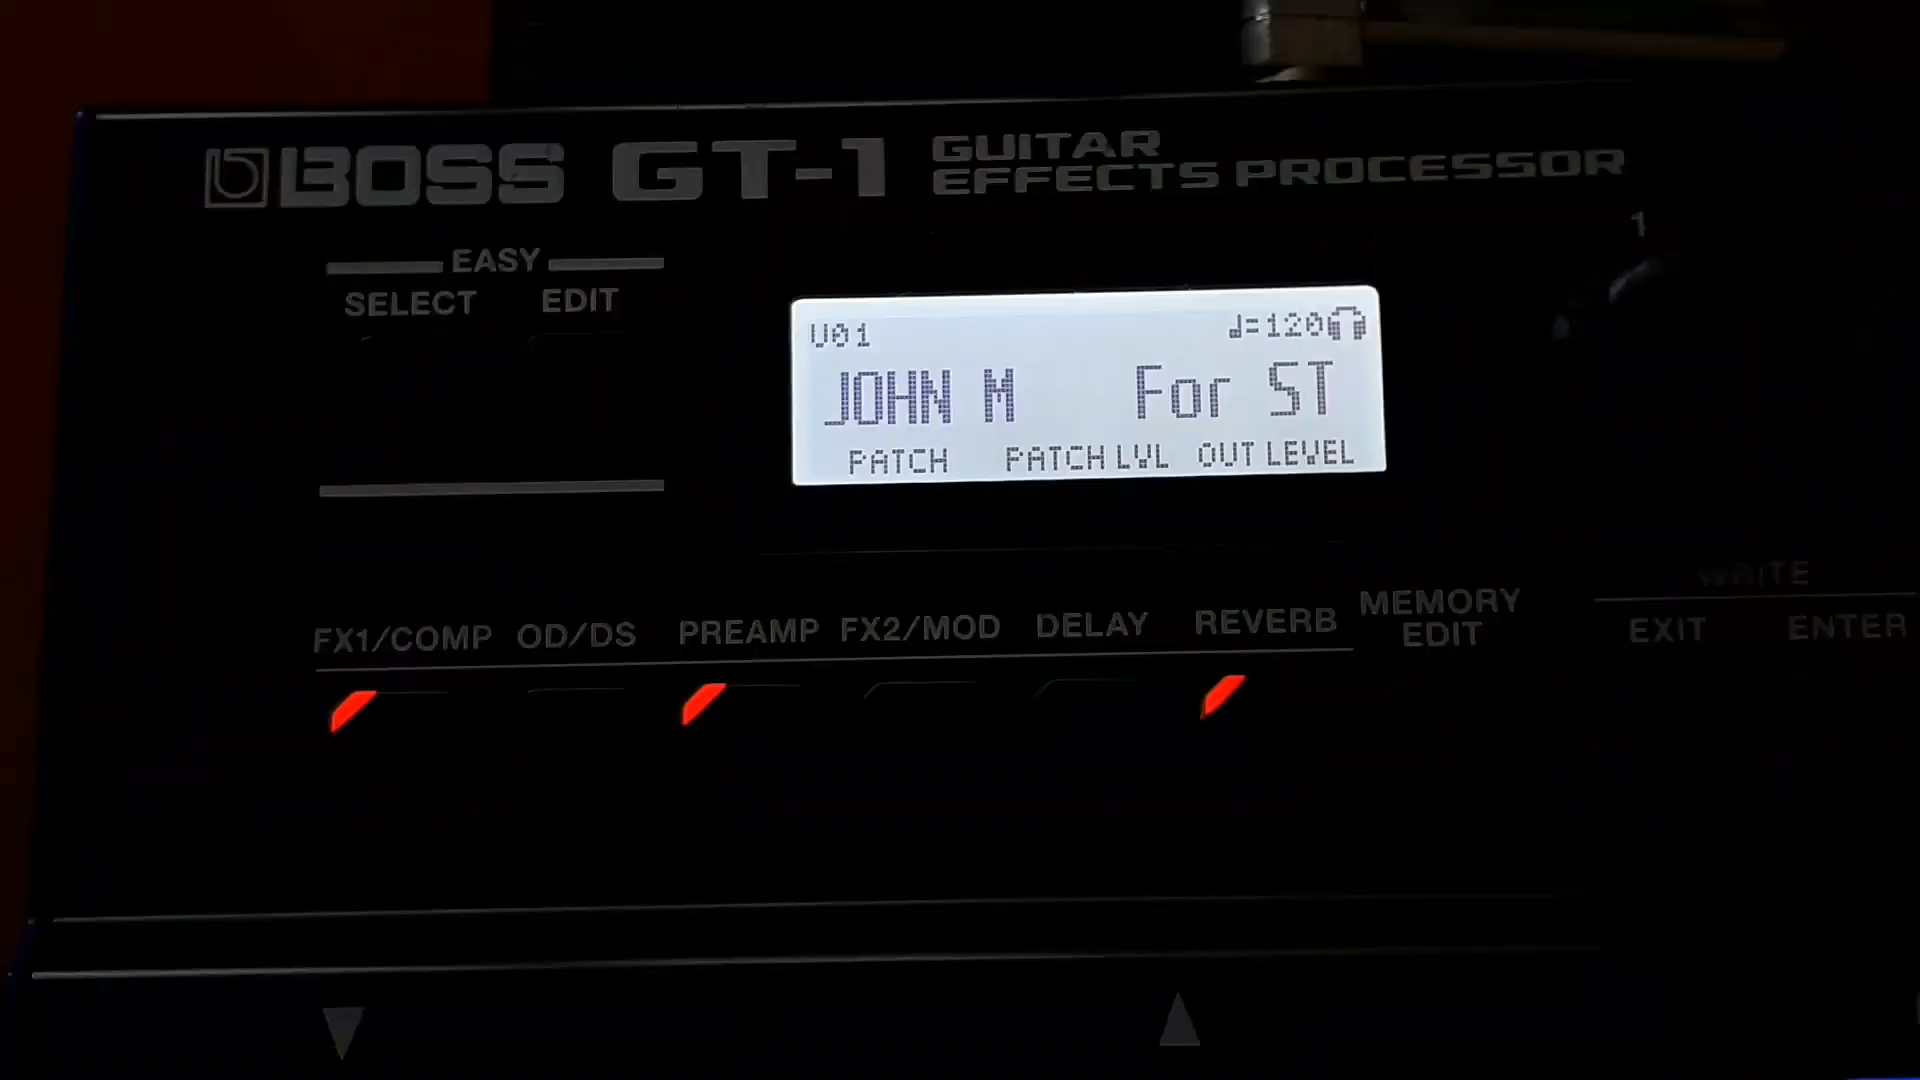 BOSS GT-1 GUITAR EFFECTS PROCESSOR
1
EASY
SELECT EDIT
U01 ♩=120
JOHN M For ST
PATCH PATCH LVL OUT LEVEL
WRITE
FX1/COMP OD/DS PREAMP FX2/MOD DELAY REVERB MEMORY EDIT EXIT ENTER